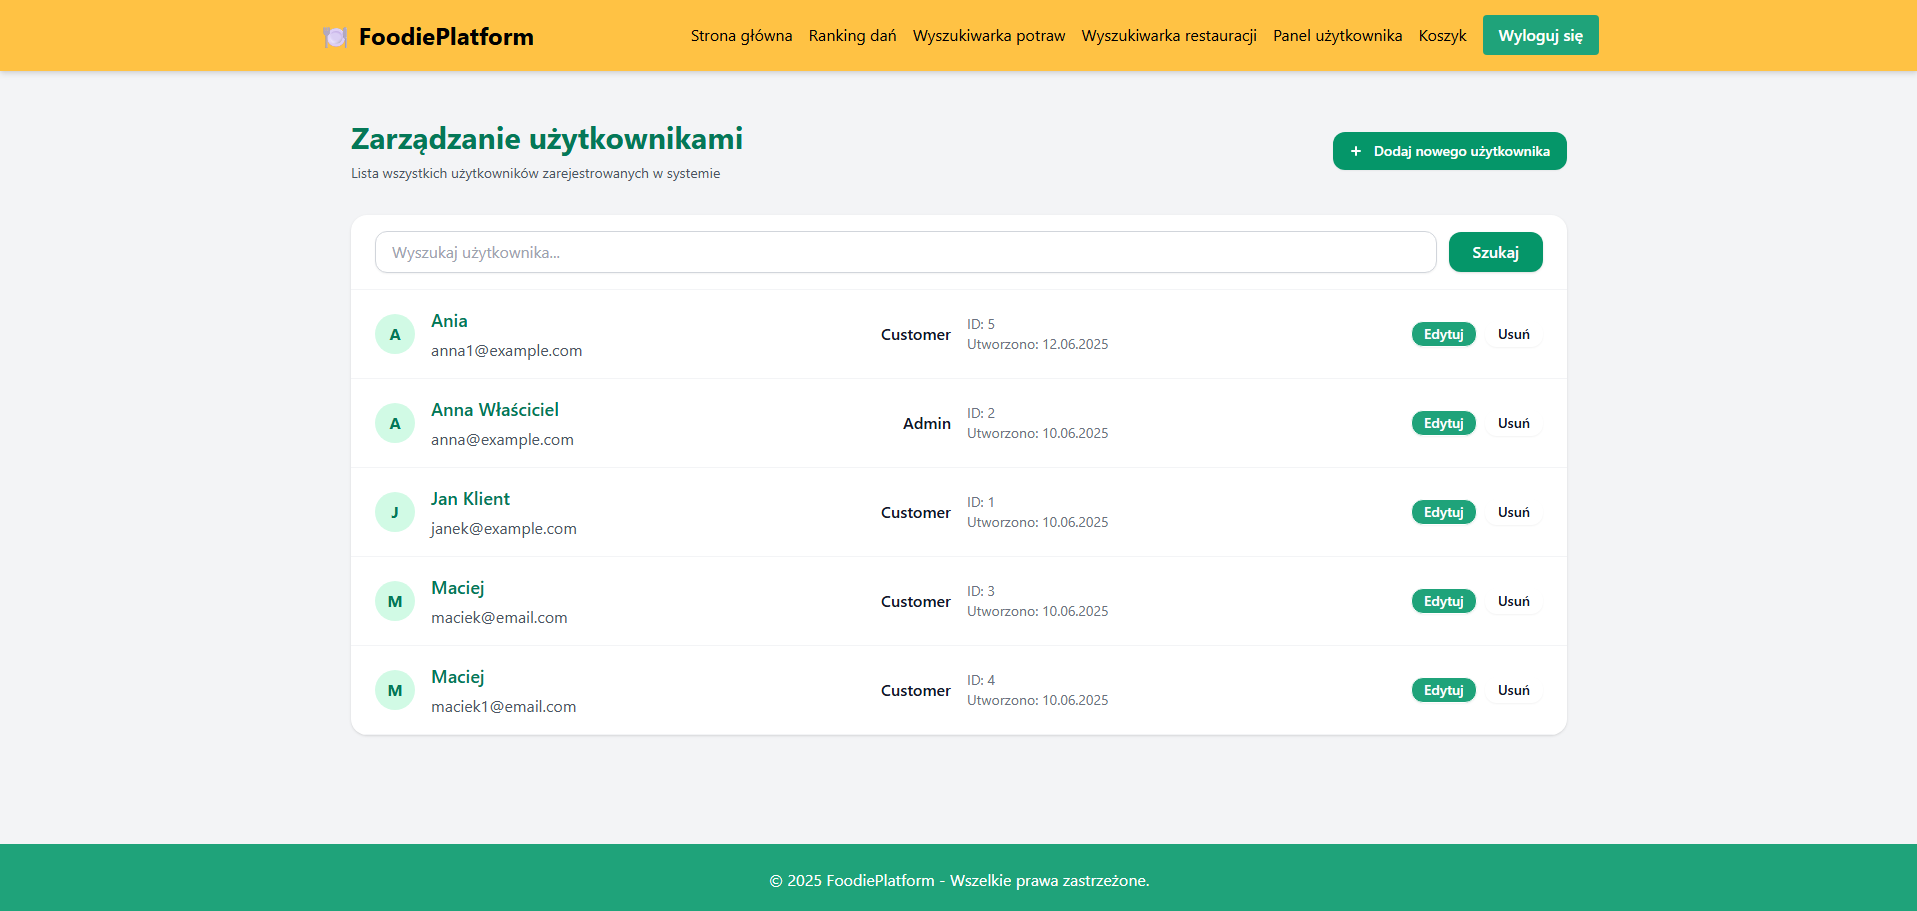 FoodiePlatform
Strona główna Ranking dań Wyszukiwarka potraw Wyszukiwarka restauracji Panel użytkownika Koszyk Wyloguj się
Zarządzanie użytkownikami
Lista wszystkich użytkowników zarejestrowanych w systemie
+ Dodaj nowego użytkownika
Wyszukaj użytkownika...
Szukaj
A
Ania
anna1@example.com
Customer
ID: 5
Utworzono: 12.06.2025
Edytuj
Usuń
A
Anna Właściciel
anna@example.com
Admin
ID: 2
Utworzono: 10.06.2025
Edytuj
Usuń
J
Jan Klient
janek@example.com
Customer
ID: 1
Utworzono: 10.06.2025
Edytuj
Usuń
M
Maciej
maciek@email.com
Customer
ID: 3
Utworzono: 10.06.2025
Edytuj
Usuń
M
Maciej
maciek1@email.com
Customer
ID: 4
Utworzono: 10.06.2025
Edytuj
Usuń
© 2025 FoodiePlatform - Wszelkie prawa zastrzeżone.